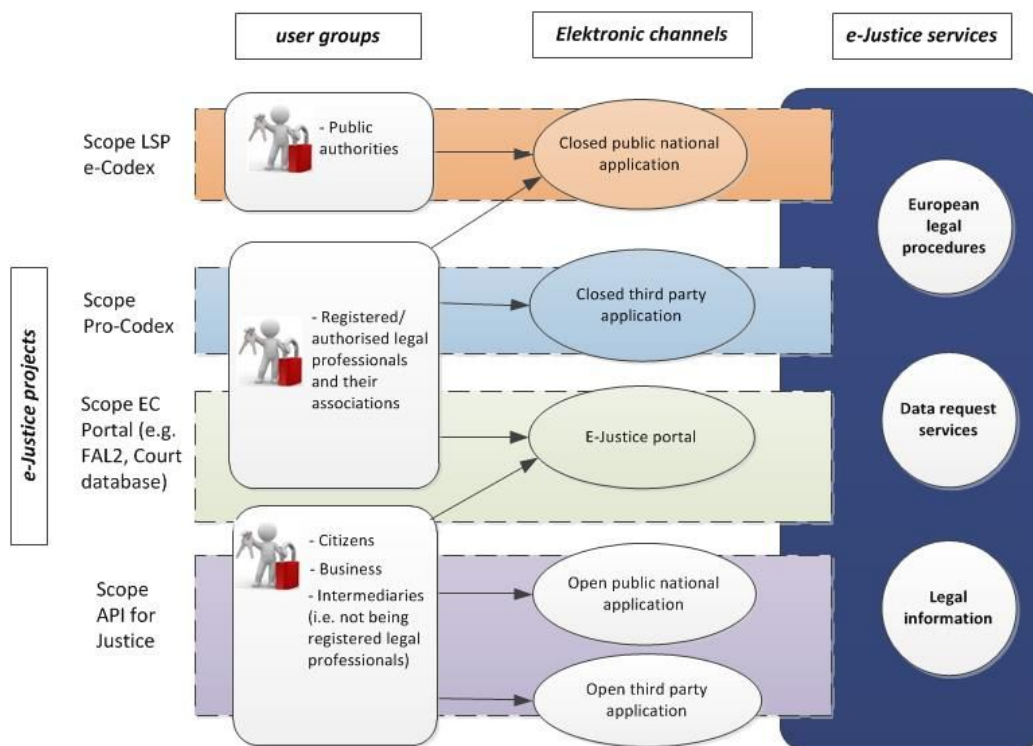 user groups
Elektronic channels
e-Justice services
Scope LSP
e-Codex
- Public
authorities
Closed public national
application
European
legal
procedures
e-Justice projects
Scope
Pro-Codex
- Registered/
authorised legal
professionals
and their
associations
Closed third party
application
Scope EC
Portal (e.g.
FAL2, Court
database)
E-Justice portal
Data request
services
Scope
API for
Justice
- Citizens
- Business
- Intermediaries
(i.e. not being
registered legal
professionals)
Open public national
application
Open third party
application
Legal
information